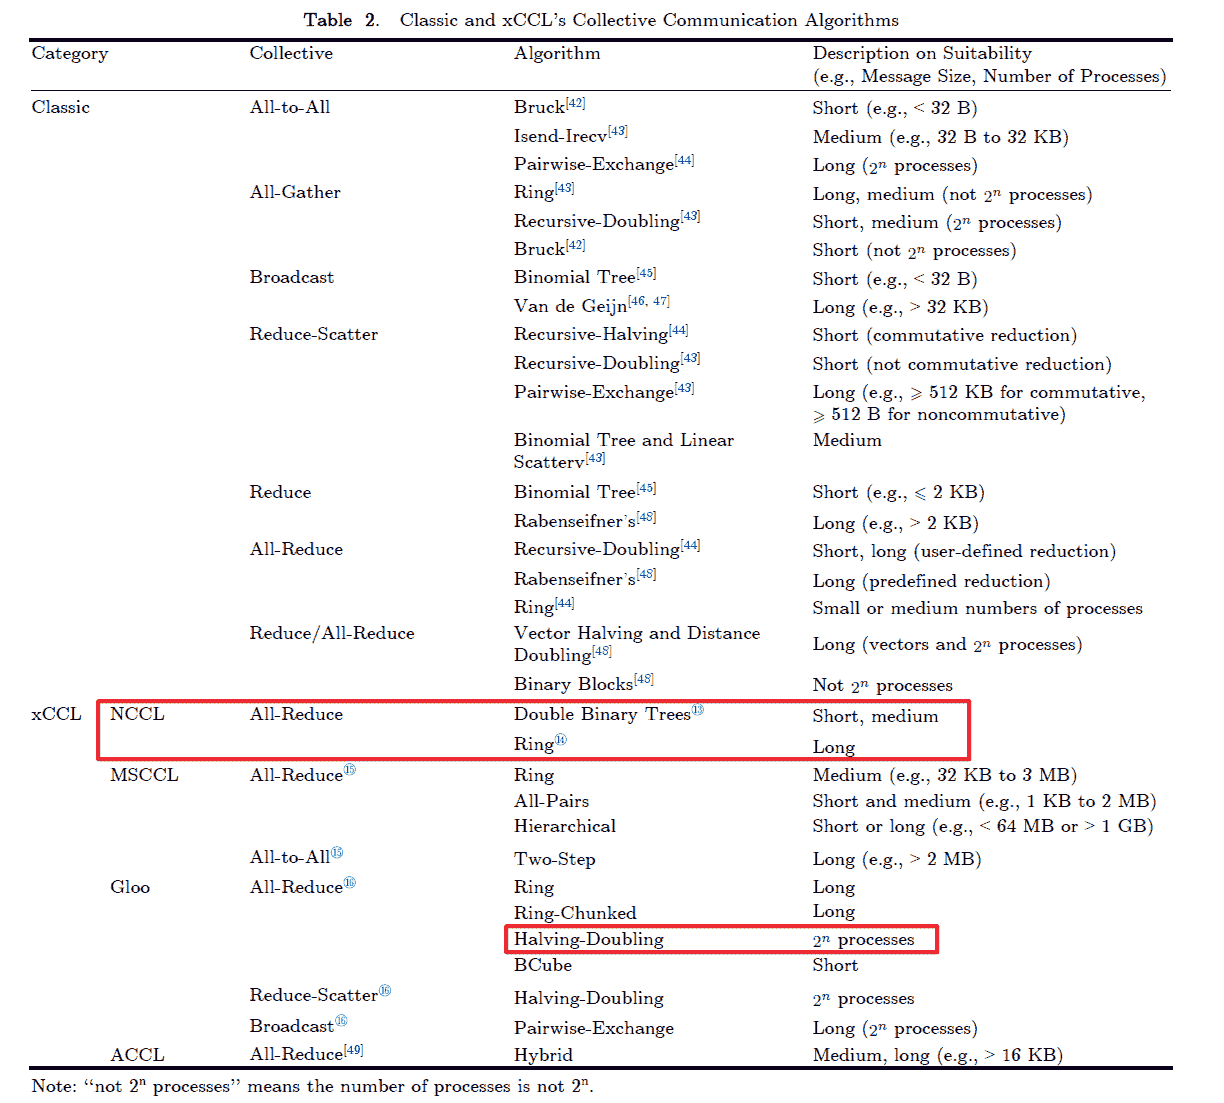 Table 2. Classic and xCCL's Collective Communication Algorithms
Category Collective Algorithm Description on Suitability
(e.g., Message Size, Number of Processes)
Classic All-to-All Bruck[42] Short (e.g., < 32 B)
Isend-Irecv[43] Medium (e.g., 32 B to 32 KB)
Pairwise-Exchange[44] Long (2ⁿ processes)
All-Gather Ring[43] Long, medium (not 2ⁿ processes)
Recursive-Doubling[43] Short, medium (2ⁿ processes)
Bruck[42] Short (not 2ⁿ processes)
Broadcast Binomial Tree[45] Short (e.g., < 32 B)
Van de Geijn[46, 47] Long (e.g., > 32 KB)
Reduce-Scatter Recursive-Halving[44] Short (commutative reduction)
Recursive-Doubling[43] Short (not commutative reduction)
Pairwise-Exchange[43] Long (e.g., ⩾ 512 KB for commutative,
⩾ 512 B for noncommutative)
Binomial Tree and Linear Medium
Scatterv[43]
Reduce Binomial Tree[45] Short (e.g., ⩽ 2 KB)
Rabenseifner's[48] Long (e.g., > 2 KB)
All-Reduce Recursive-Doubling[44] Short, long (user-defined reduction)
Rabenseifner's[48] Long (predefined reduction)
Ring[44] Small or medium numbers of processes
Reduce/All-Reduce Vector Halving and Distance Long (vectors and 2ⁿ processes)
Doubling[48]
Binary Blocks[48] Not 2ⁿ processes
xCCL NCCL All-Reduce Double Binary Trees⑬ Short, medium
Ring⑭ Long
MSCCL All-Reduce⑮ Ring Medium (e.g., 32 KB to 3 MB)
All-Pairs Short and medium (e.g., 1 KB to 2 MB)
Hierarchical Short or long (e.g., < 64 MB or > 1 GB)
All-to-All⑮ Two-Step Long (e.g., > 2 MB)
Gloo All-Reduce⑯ Ring Long
Ring-Chunked Long
Halving-Doubling 2ⁿ processes
BCube Short
Reduce-Scatter⑯ Halving-Doubling 2ⁿ processes
Broadcast⑯ Pairwise-Exchange Long (2ⁿ processes)
ACCL All-Reduce[49] Hybrid Medium, long (e.g., > 16 KB)
Note: “not 2ⁿ processes” means the number of processes is not 2ⁿ.